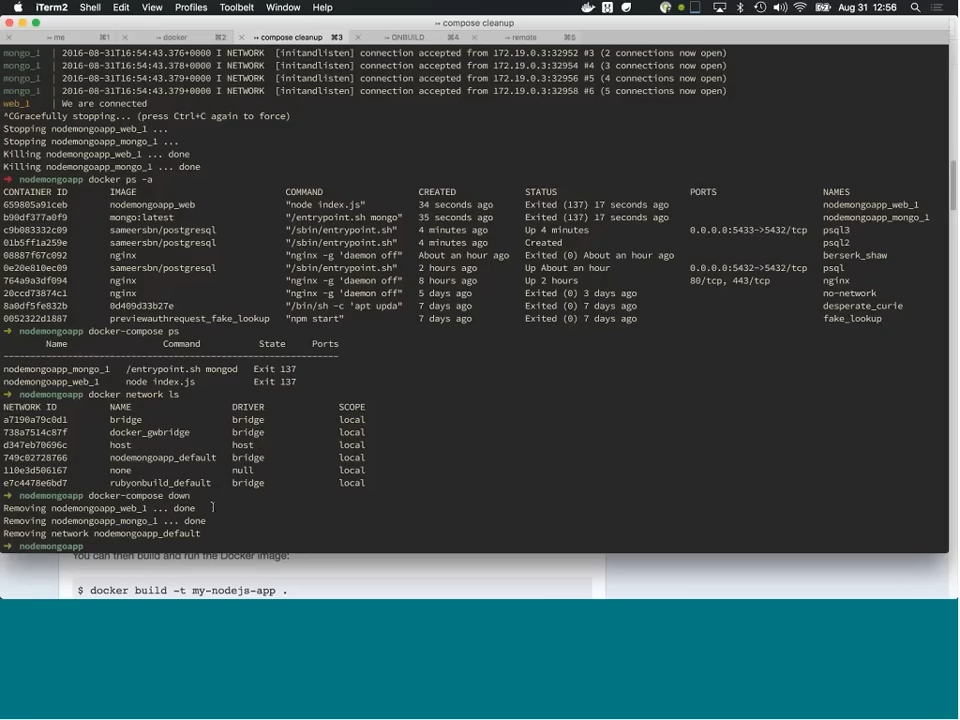 iTerm2 Shell Edit View Profiles Toolbelt Window Help Aug 31 12:56
compose cleanup
me ⌘1 docker ⌘2 compose cleanup ⌘3 ONBUILD ⌘4 remote ⌘5
mongo_1 | 2016-08-31T16:54:43.376+0000 I NETWORK [initandlisten] connection accepted from 172.19.0.3:32952 #3 (2 connections now open)
mongo_1 | 2016-08-31T16:54:43.378+0000 I NETWORK [initandlisten] connection accepted from 172.19.0.3:32954 #4 (3 connections now open)
mongo_1 | 2016-08-31T16:54:43.379+0000 I NETWORK [initandlisten] connection accepted from 172.19.0.3:32956 #5 (4 connections now open)
mongo_1 | 2016-08-31T16:54:43.379+0000 I NETWORK [initandlisten] connection accepted from 172.19.0.3:32958 #6 (5 connections now open)
web_1 | We are connected
^CGracefully stopping... (press Ctrl+C again to force)
Stopping nodemongoapp_web_1 ...
Stopping nodemongoapp_mongo_1 ...
Killing nodemongoapp_web_1 ... done
Killing nodemongoapp_mongo_1 ... done
➜ nodemongoapp docker ps -a
CONTAINER ID IMAGE COMMAND CREATED STATUS PORTS NAMES
659805a91ceb nodemongoapp_web "node index.js" 34 seconds ago Exited (137) 17 seconds ago nodemongoapp_web_1
b90df377a0f9 mongo:latest "/entrypoint.sh mongo" 35 seconds ago Exited (137) 17 seconds ago nodemongoapp_mongo_1
c9b083332c09 sameersbn/postgresql "/sbin/entrypoint.sh" 4 minutes ago Up 4 minutes 0.0.0.0:5433->5432/tcp psql3
01b5ff1a259e sameersbn/postgresql "/sbin/entrypoint.sh" 4 minutes ago Created psql2
08887f67c092 nginx "nginx -g 'daemon off" About an hour ago Exited (0) About an hour ago berserk_shaw
0e20e810ec09 sameersbn/postgresql "/sbin/entrypoint.sh" 2 hours ago Up About an hour 0.0.0.0:5432->5432/tcp psql
764a9a3df094 nginx "nginx -g 'daemon off" 8 hours ago Up 2 hours 80/tcp, 443/tcp nginx
20ccd73874c1 nginx "nginx -g 'daemon off" 5 days ago Exited (0) 3 days ago no-network
8a0df5fe832b 0d409d33b27e "/bin/sh -c 'apt upda" 7 days ago Exited (0) 7 days ago desperate_curie
0052322d1887 previewauthrequest_fake_lookup "npm start" 7 days ago Exited (0) 7 days ago fake_lookup
➜ nodemongoapp docker-compose ps
Name Command State Ports
---------------------------------------------------------------
nodemongoapp_mongo_1 /entrypoint.sh mongod Exit 137
nodemongoapp_web_1 node index.js Exit 137
➜ nodemongoapp docker network ls
NETWORK ID NAME DRIVER SCOPE
a7190a79c0d1 bridge bridge local
738a7514c87f docker_gwbridge bridge local
d347eb70696c host host local
749c02728766 nodemongoapp_default bridge local
110e3d506167 none null local
e7c4478e6bd7 rubyonbuild_default bridge local
➜ nodemongoapp docker-compose down
Removing nodemongoapp_web_1 ... done
Removing nodemongoapp_mongo_1 ... done
Removing network nodemongoapp_default
➜ nodemongoapp
You can then build and run the Docker image:
$ docker build -t my-nodejs-app .